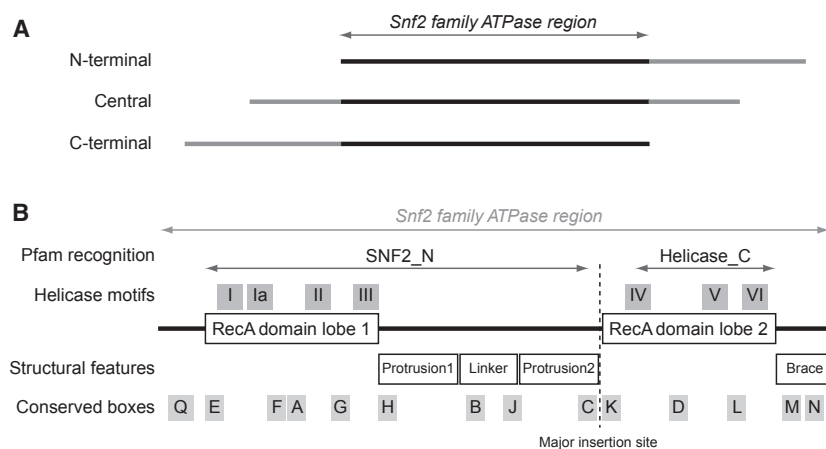 A
Snf2 family ATPase region
N-terminal
Central
C-terminal
B
Snf2 family ATPase region
Pfam recognition SNF2_N Helicase_C
Helicase motifs I Ia II III IV V VI
RecA domain lobe 1 RecA domain lobe 2
Structural features Protrusion1 Linker Protrusion2 Brace
Conserved boxes Q E F A G H B J C K D L M N
Major insertion site